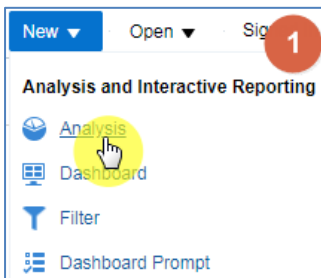 New ▼ Open ▼ Sig 1
Analysis and Interactive Reporting
Analysis
Dashboard
Filter
Dashboard Prompt